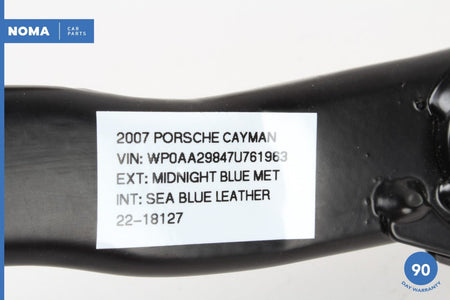 NOMA CAR PARTS
2007 PORSCHE CAYMAN
VIN: WP0AA29847U761963
EXT: MIDNIGHT BLUE MET
INT: SEA BLUE LEATHER
22-18127
90
DAY WARRANTY